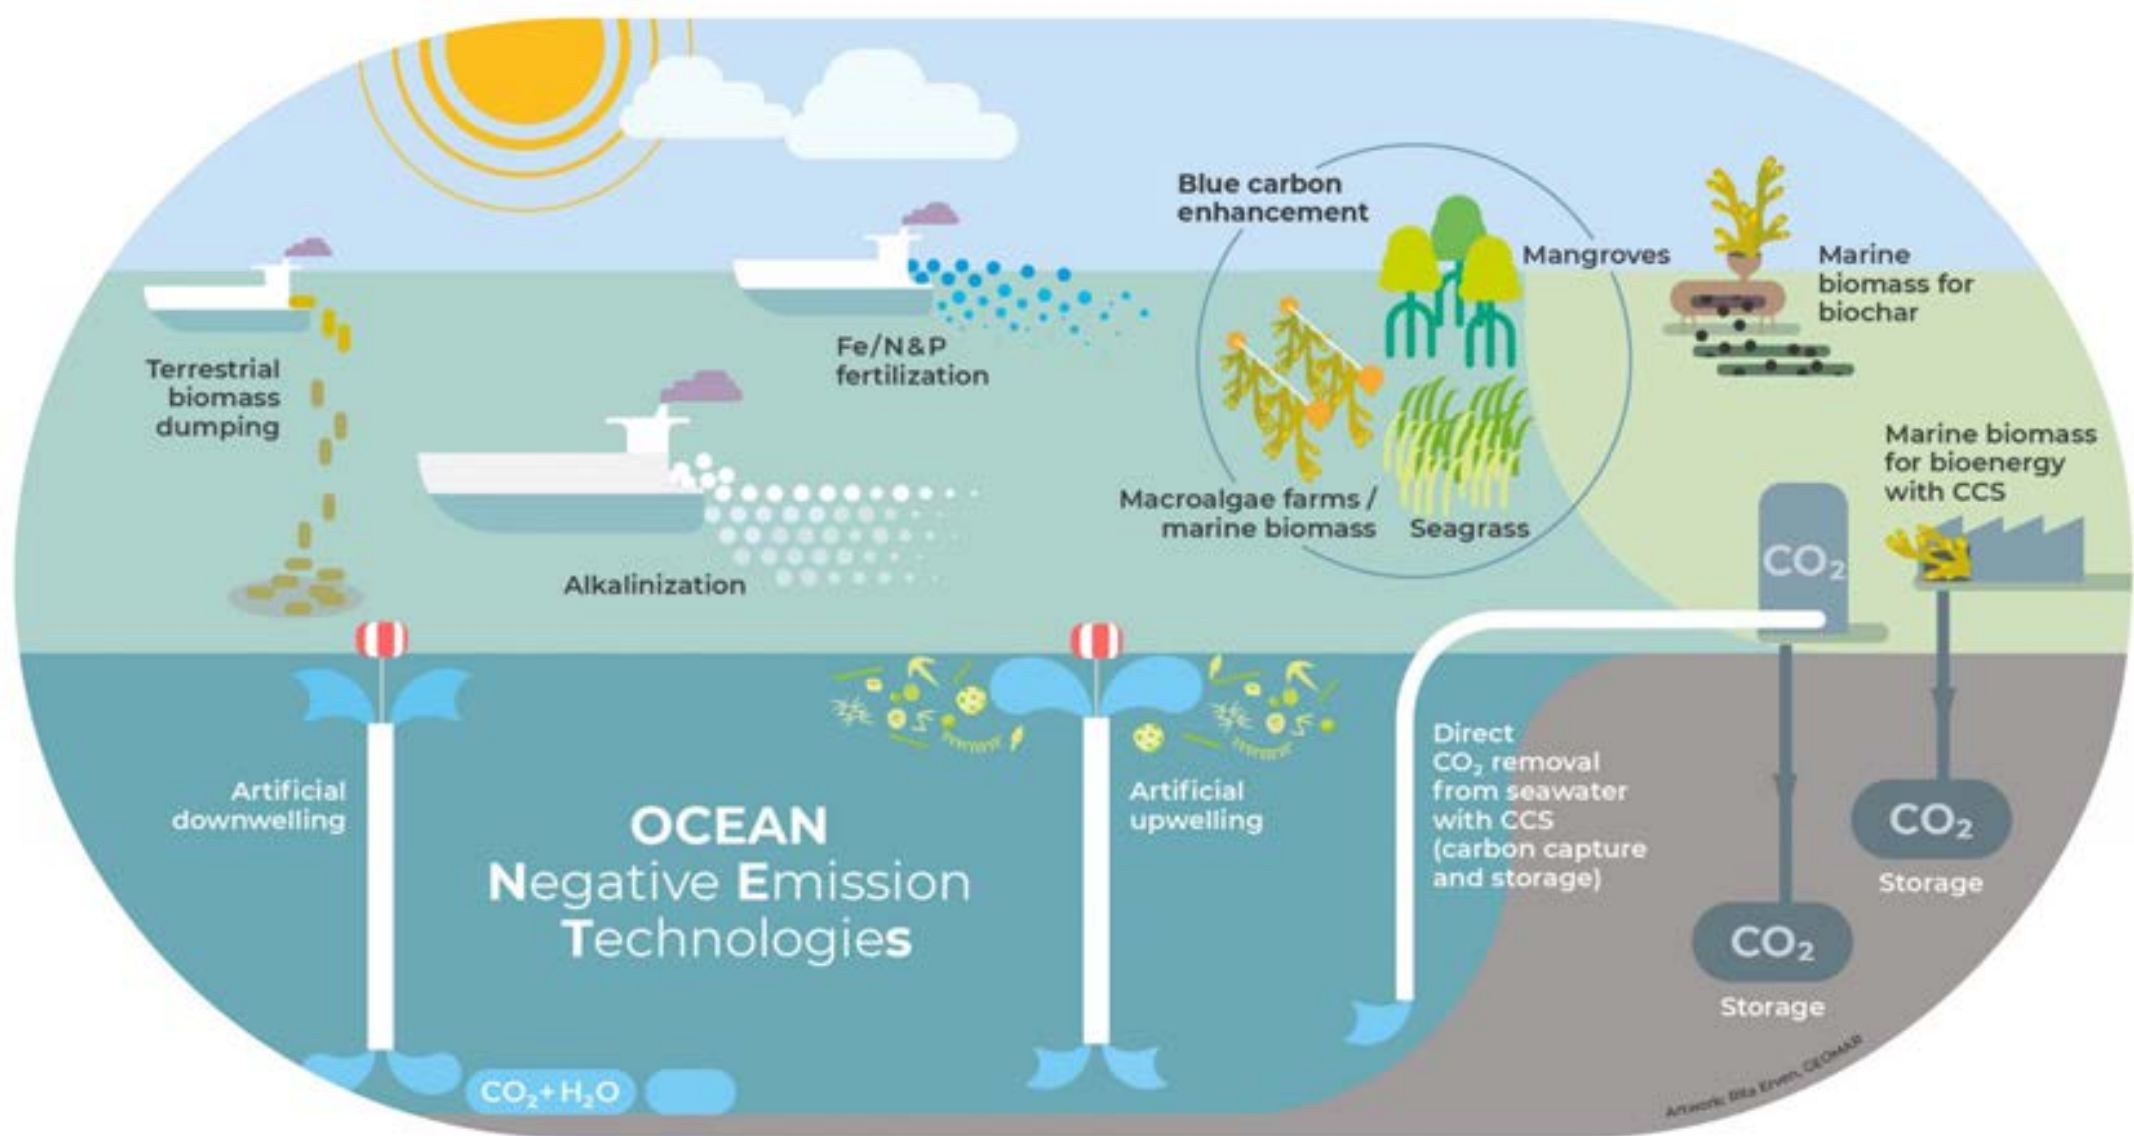 Blue carbon
enhancement
Mangroves
Marine
biomass for
biochar
Terrestrial
biomass
dumping
Fe/N&P
fertilization
Marine biomass
for bioenergy
with CCS
Macroalgae farms /
marine biomass
Seagrass
CO₂
Alkalinization
Artificial
downwelling
OCEAN
Negative Emission
Technologies
Artificial
upwelling
Direct
CO₂ removal
from seawater
with CCS
(carbon capture
and storage)
CO₂
Storage
CO₂
Storage
CO₂+H₂O
Artwork: Rita Erven, GEOMAR